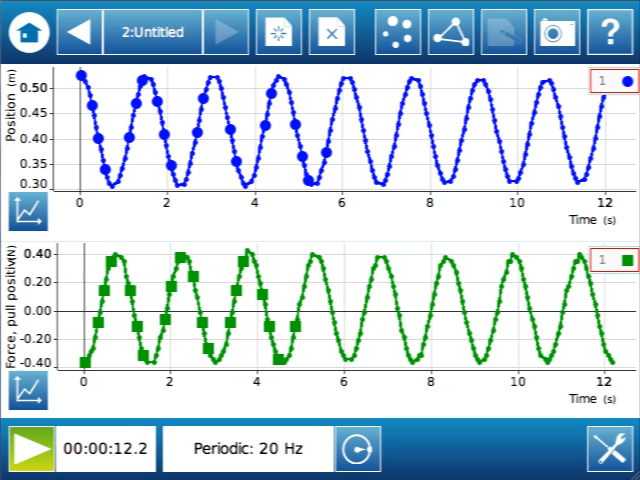 2:Untitled
?
Position (m)
0.50
0.45
0.40
0.35
0.30
1
0 2 4 6 8 10 12
Time (s)
Force, pull positiv(N)
0.40
0.20
0.00
-0.20
-0.40
1
0 2 4 6 8 10 12
Time (s)
00:00:12.2
Periodic: 20 Hz